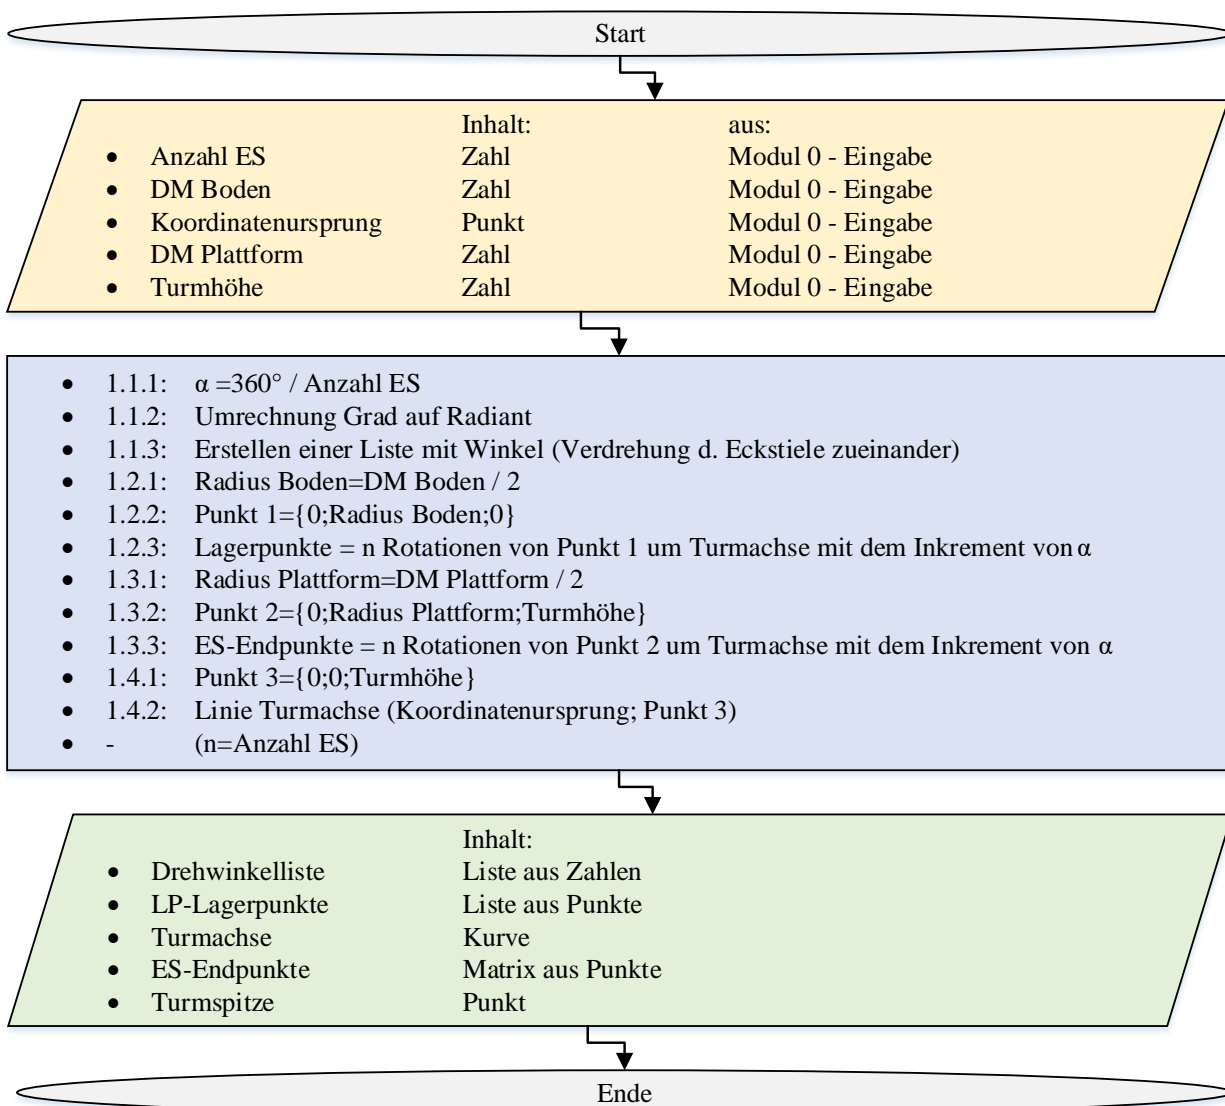 Start
Inhalt: aus:
• Anzahl ES Zahl Modul 0 - Eingabe
• DM Boden Zahl Modul 0 - Eingabe
• Koordinatenursprung Punkt Modul 0 - Eingabe
• DM Plattform Zahl Modul 0 - Eingabe
• Turmhöhe Zahl Modul 0 - Eingabe
• 1.1.1: α =360° / Anzahl ES
• 1.1.2: Umrechnung Grad auf Radiant
• 1.1.3: Erstellen einer Liste mit Winkel (Verdrehung d. Eckstiele zueinander)
• 1.2.1: Radius Boden=DM Boden / 2
• 1.2.2: Punkt 1={0;Radius Boden;0}
• 1.2.3: Lagerpunkte = n Rotationen von Punkt 1 um Turmachse mit dem Inkrement von α
• 1.3.1: Radius Plattform=DM Plattform / 2
• 1.3.2: Punkt 2={0;Radius Plattform;Turmhöhe}
• 1.3.3: ES-Endpunkte = n Rotationen von Punkt 2 um Turmachse mit dem Inkrement von α
• 1.4.1: Punkt 3={0;0;Turmhöhe}
• 1.4.2: Linie Turmachse (Koordinatenursprung; Punkt 3)
• - (n=Anzahl ES)
Inhalt:
• Drehwinkelliste Liste aus Zahlen
• LP-Lagerpunkte Liste aus Punkte
• Turmachse Kurve
• ES-Endpunkte Matrix aus Punkte
• Turmspitze Punkt
Ende